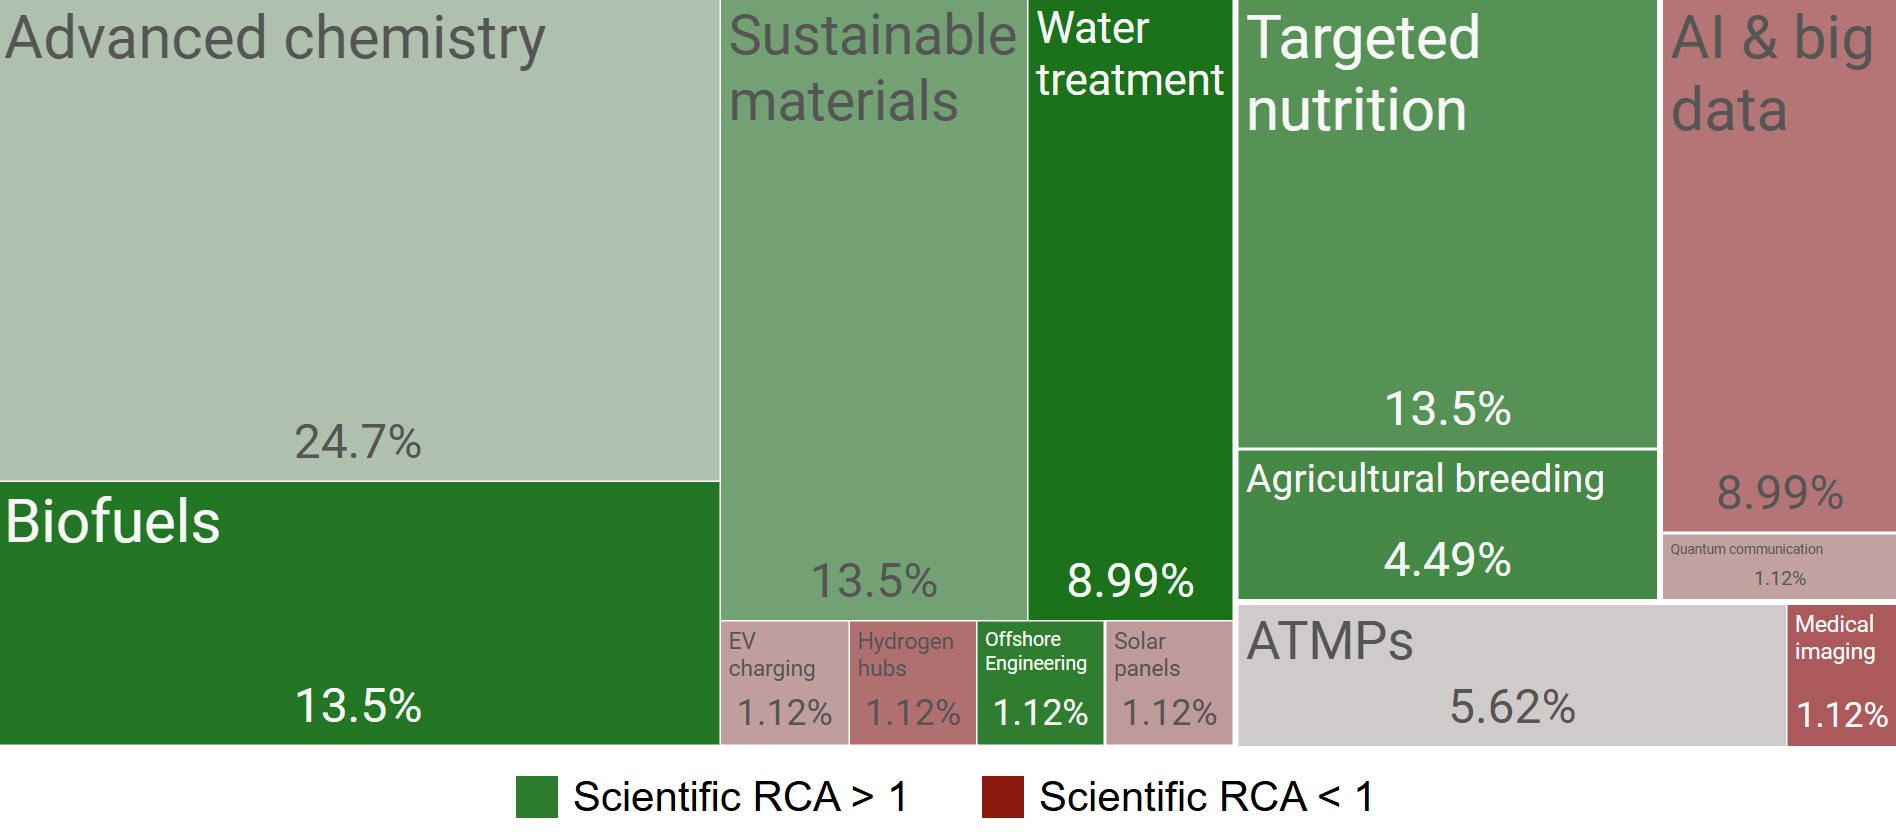 Advanced chemistry
24.7%
Biofuels
13.5%
Sustainable
materials
13.5%
Water
treatment
8.99%
EV
charging
1.12%
Hydrogen
hubs
1.12%
Offshore
Engineering
1.12%
Solar
panels
1.12%
Targeted
nutrition
13.5%
Agricultural breeding
4.49%
AI & big
data
8.99%
Quantum communication
1.12%
ATMPs
5.62%
Medical
imaging
1.12%
Scientific RCA > 1
Scientific RCA < 1